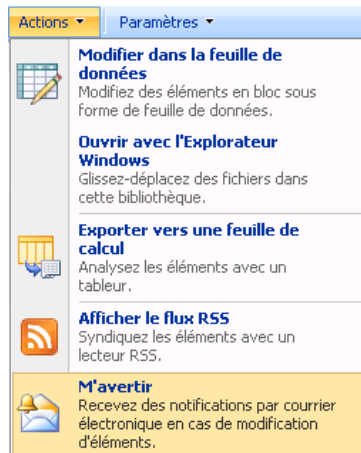 Actions Paramètres
Modifier dans la feuille de
données
Modifiez des éléments en bloc sous
forme de feuille de données.
Ouvrir avec l'Explorateur
Windows
Glissez-déplacez des fichiers dans
cette bibliothèque.
Exporter vers une feuille de
calcul
Analysez les éléments avec un
tableur.
Afficher le flux RSS
Syndiquez les éléments avec un
lecteur RSS.
M'avertir
Recevez des notifications par courrier
électronique en cas de modification
d'éléments.